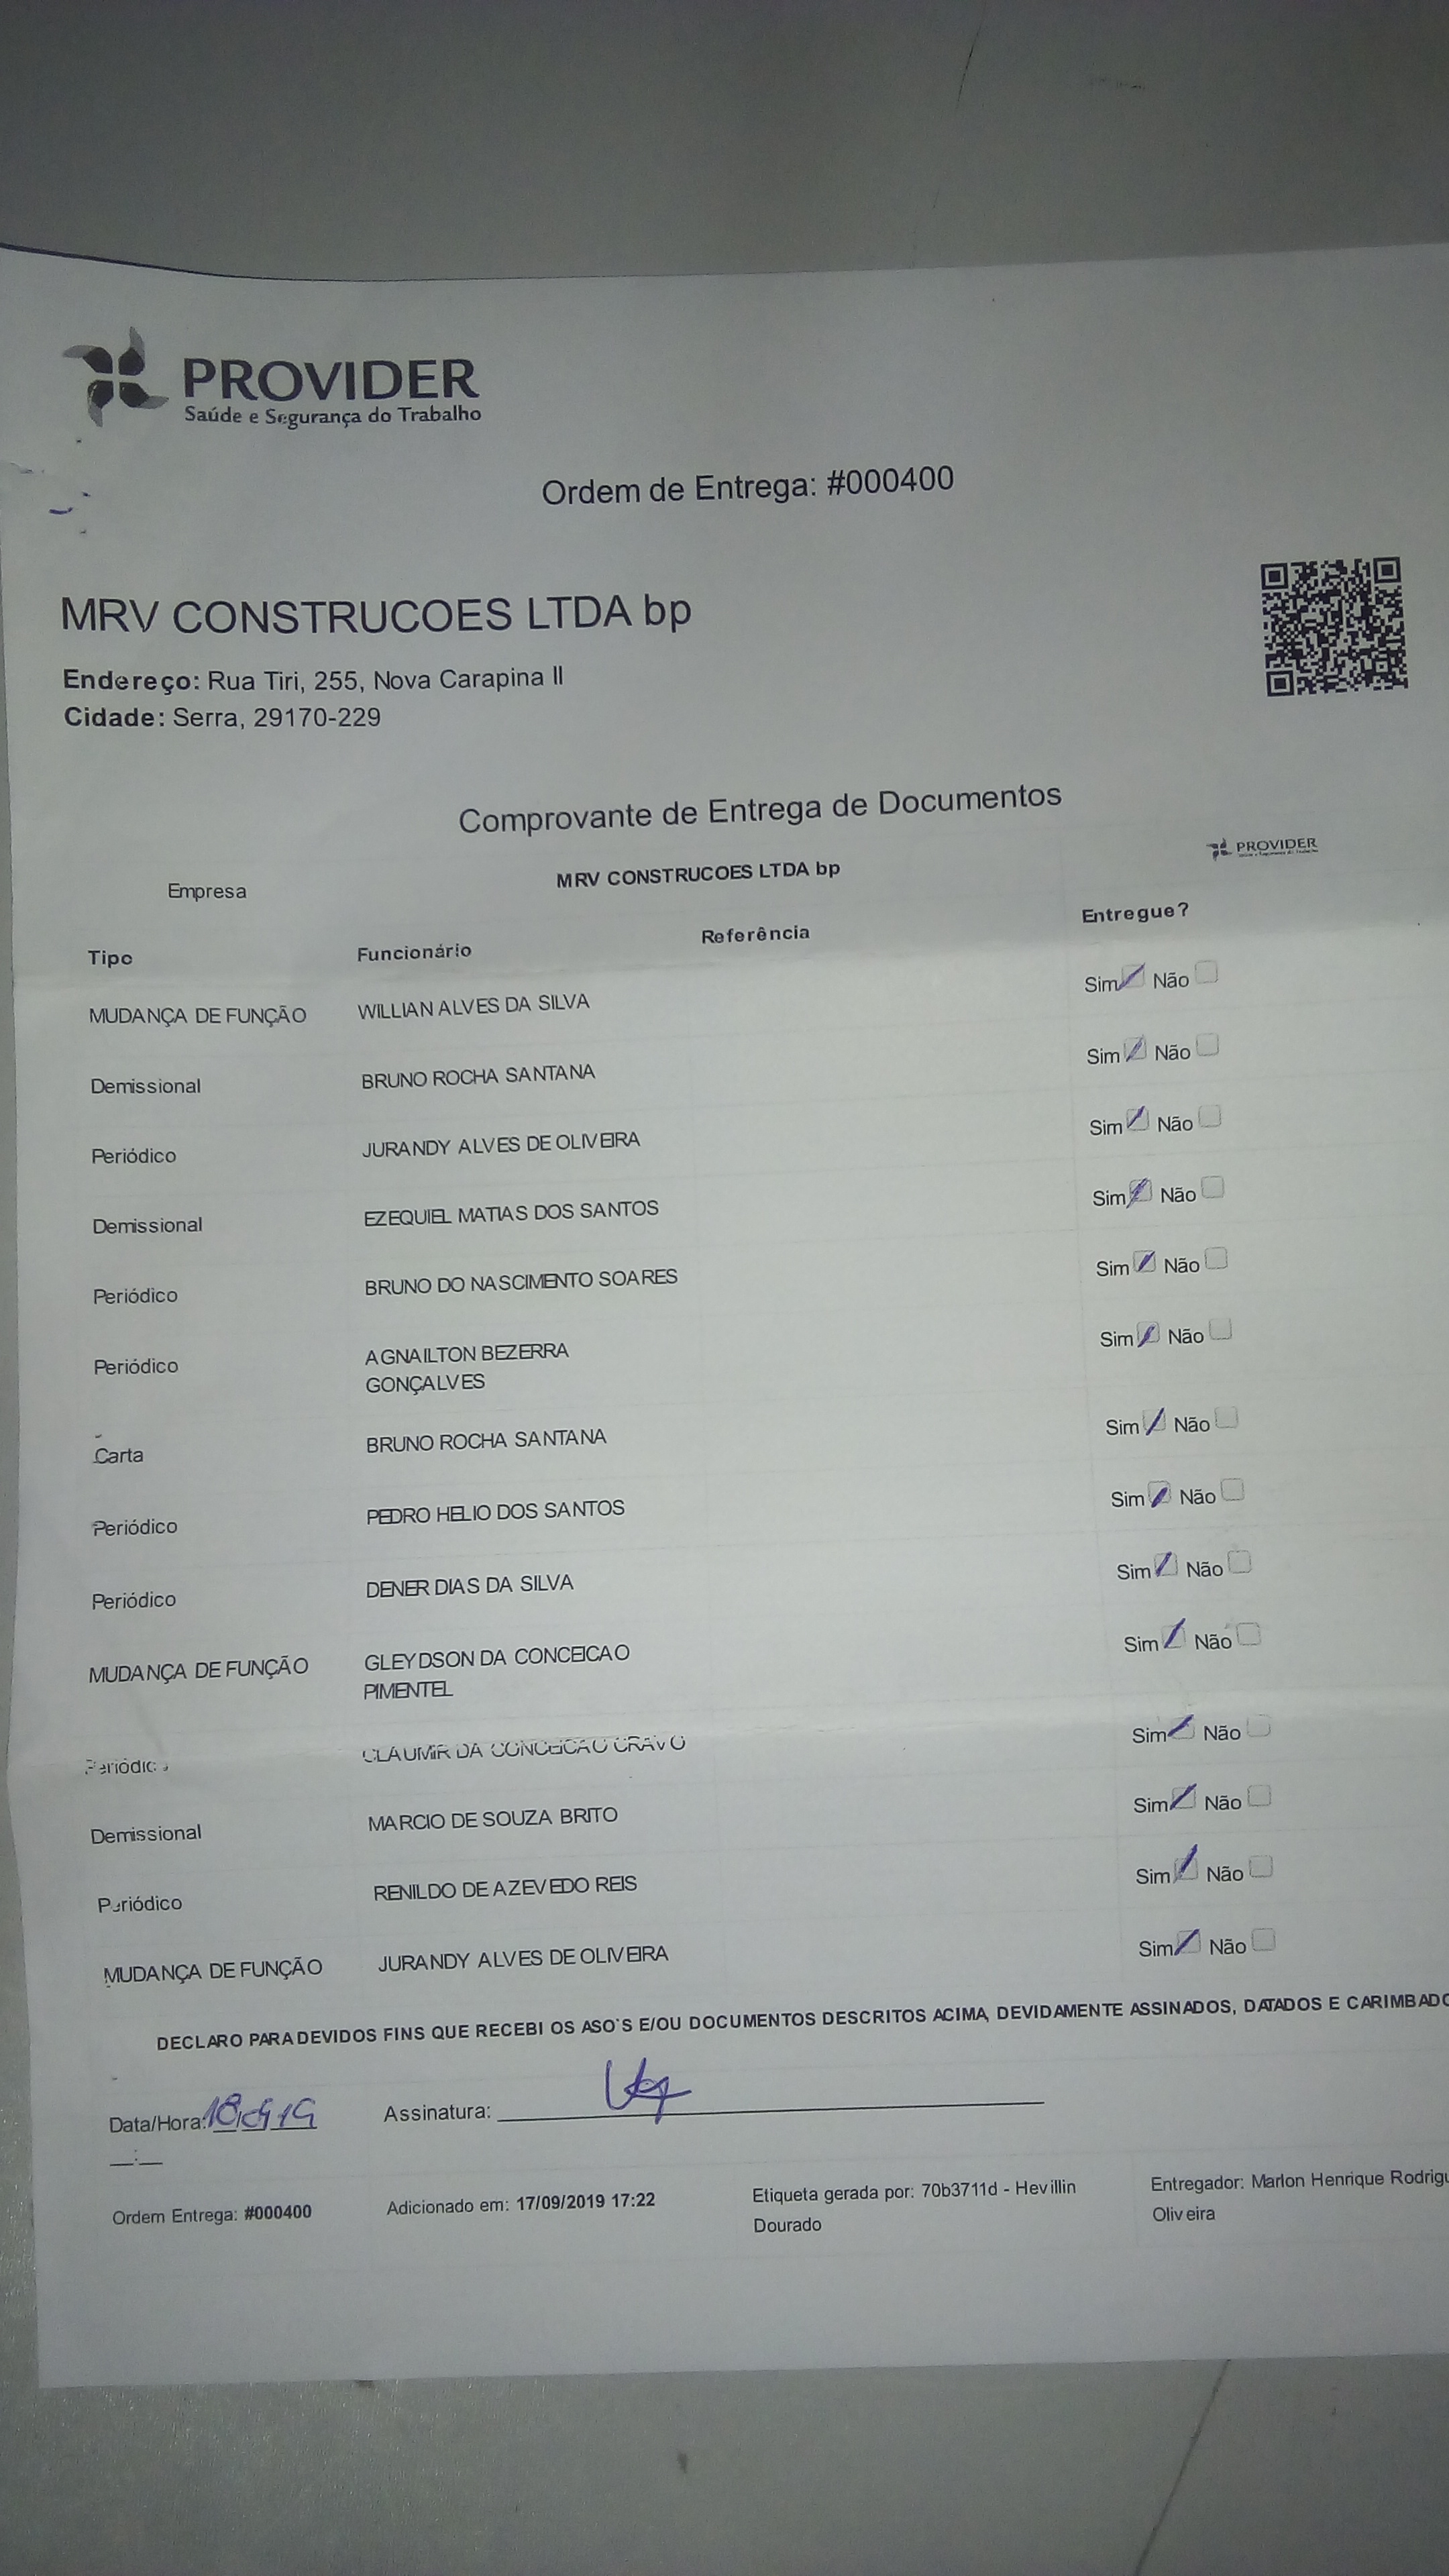 PROVIDER
Saúde e Segurança do Trabalho
Ordem de Entrega: #000400
MRV CONSTRUCOES LTDA bp
Endereço: Rua Tiri, 255, Nova Carapina II
Cidade: Serra, 29170-229
Comprovante de Entrega de Documentos
PROVIDER
Empresa MRV CONSTRUCOES LTDA bp
Tipo Funcionário Referência Entregue?
MUDANÇA DE FUNÇÃO WILLIAN ALVES DA SILVA Sim Não
Demissional BRUNO ROCHA SANTANA Sim Não
Periódico JURANDY ALVES DE OLIVEIRA Sim Não
Demissional EZEQUIEL MATIAS DOS SANTOS Sim Não
Periódico BRUNO DO NASCIMENTO SOARES Sim Não
Periódico AGNAILTON BEZERRA Sim Não
GONÇALVES
Carta BRUNO ROCHA SANTANA Sim Não
Periódico PEDRO HELIO DOS SANTOS Sim Não
Periódico DENER DIAS DA SILVA Sim Não
MUDANÇA DE FUNÇÃO GLEYDSON DA CONCEICAO Sim Não
PIMENTEL
Periódico CLAUMIR DA CONCEICAO CRAVO Sim Não
Demissional MARCIO DE SOUZA BRITO Sim Não
Periódico RENILDO DE AZEVEDO REIS Sim Não
MUDANÇA DE FUNÇÃO JURANDY ALVES DE OLIVEIRA Sim Não
DECLARO PARA DEVIDOS FINS QUE RECEBI OS ASO`S E/OU DOCUMENTOS DESCRITOS ACIMA, DEVIDAMENTE ASSINADOS, DATADOS E CARIMBADO
Data/Hora: 18/9/19 Assinatura:
__:__
Ordem Entrega: #000400 Adicionado em: 17/09/2019 17:22 Etiqueta gerada por: 70b3711d - Hevillin Entregador: Marlon Henrique Rodrigu
Dourado Oliveira